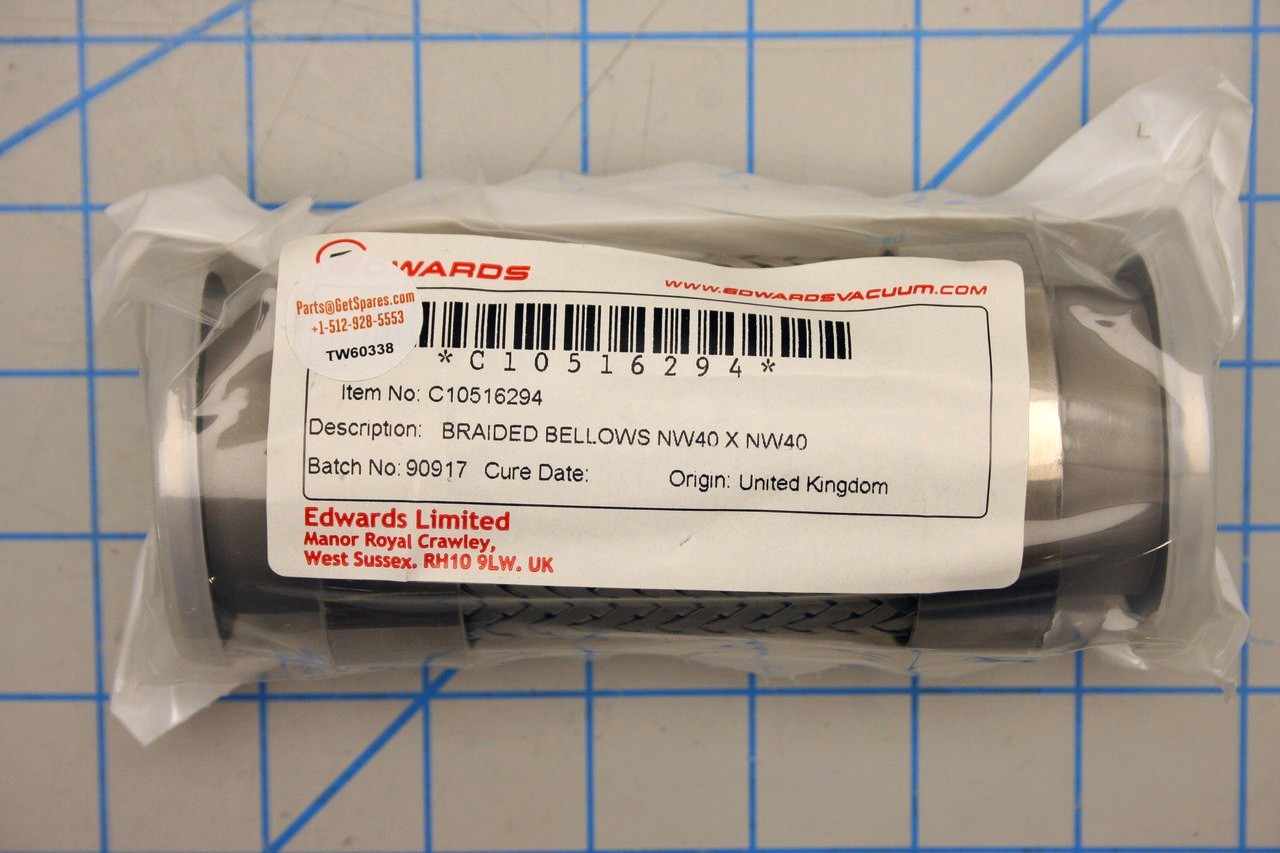 EDWARDS
WWW.EDWARDSVACUUM.COM
Parts@GetSpares.com
+1-512-928-5553
TW60338
*C10516294*
Item No: C10516294
Description: BRAIDED BELLOWS NW40 X NW40
Batch No: 90917 Cure Date: Origin: United Kingdom
Edwards Limited
Manor Royal Crawley,
West Sussex. RH10 9LW. UK